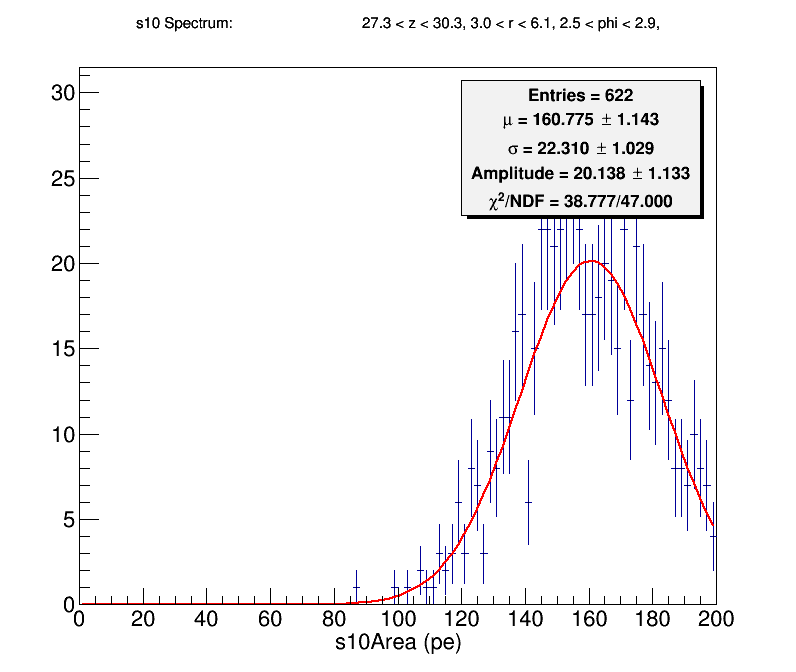 s10 Spectrum: 27.3 < z < 30.3, 3.0 < r < 6.1, 2.5 < phi < 2.9,
Entries = 622
μ = 160.775 ± 1.143
σ = 22.310 ± 1.029
Amplitude = 20.138 ± 1.133
χ²/NDF = 38.777/47.000
30
25
20
15
10
5
0
0 20 40 60 80 100 120 140 160 180 200
s10Area (pe)